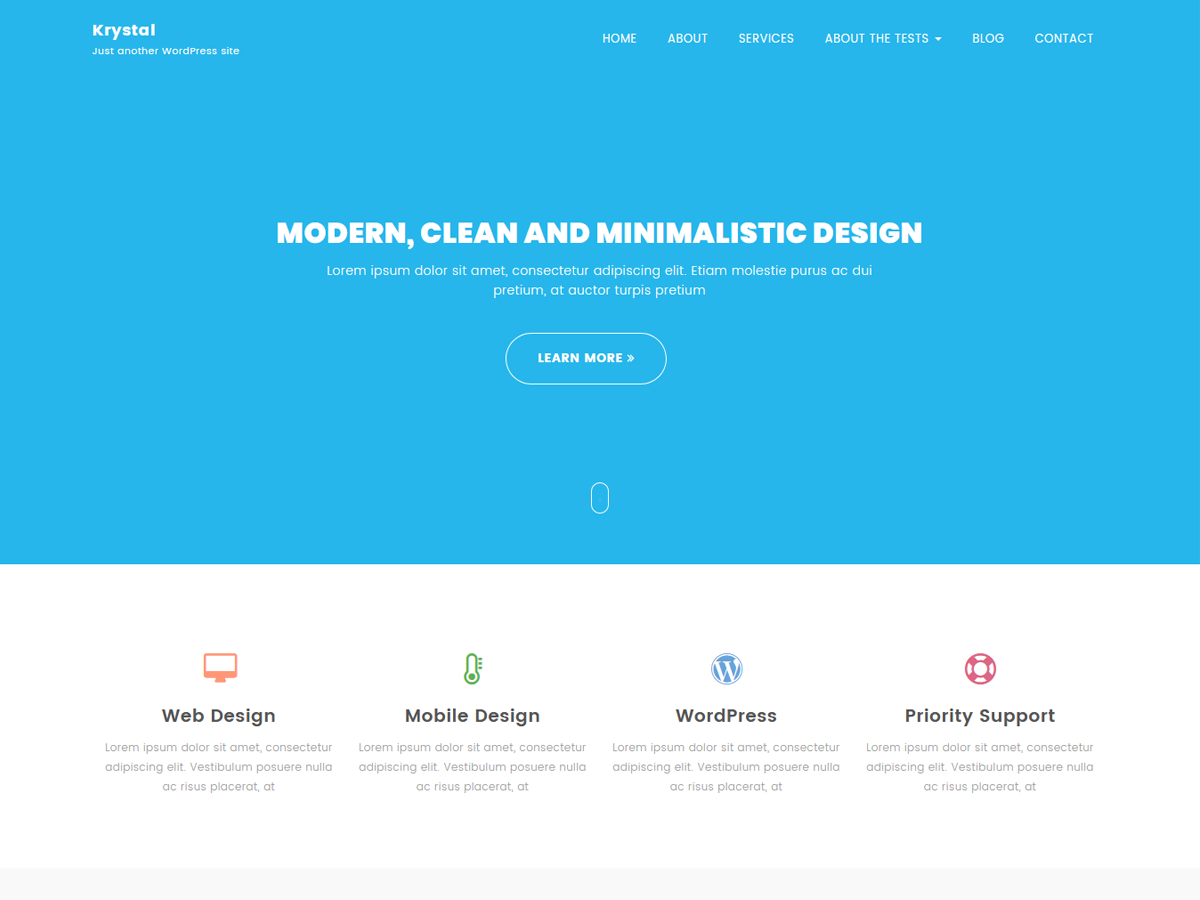 Krystal
Just another WordPress site
HOME ABOUT SERVICES ABOUT THE TESTS BLOG CONTACT
MODERN, CLEAN AND MINIMALISTIC DESIGN
Lorem ipsum dolor sit amet, consectetur adipiscing elit. Etiam molestie purus ac dui
pretium, at auctor turpis pretium
LEARN MORE »
Web Design
Lorem ipsum dolor sit amet, consectetur
adipiscing elit. Vestibulum posuere nulla
ac risus placerat, at
Mobile Design
Lorem ipsum dolor sit amet, consectetur
adipiscing elit. Vestibulum posuere nulla
ac risus placerat, at
WordPress
Lorem ipsum dolor sit amet, consectetur
adipiscing elit. Vestibulum posuere nulla
ac risus placerat, at
Priority Support
Lorem ipsum dolor sit amet, consectetur
adipiscing elit. Vestibulum posuere nulla
ac risus placerat, at